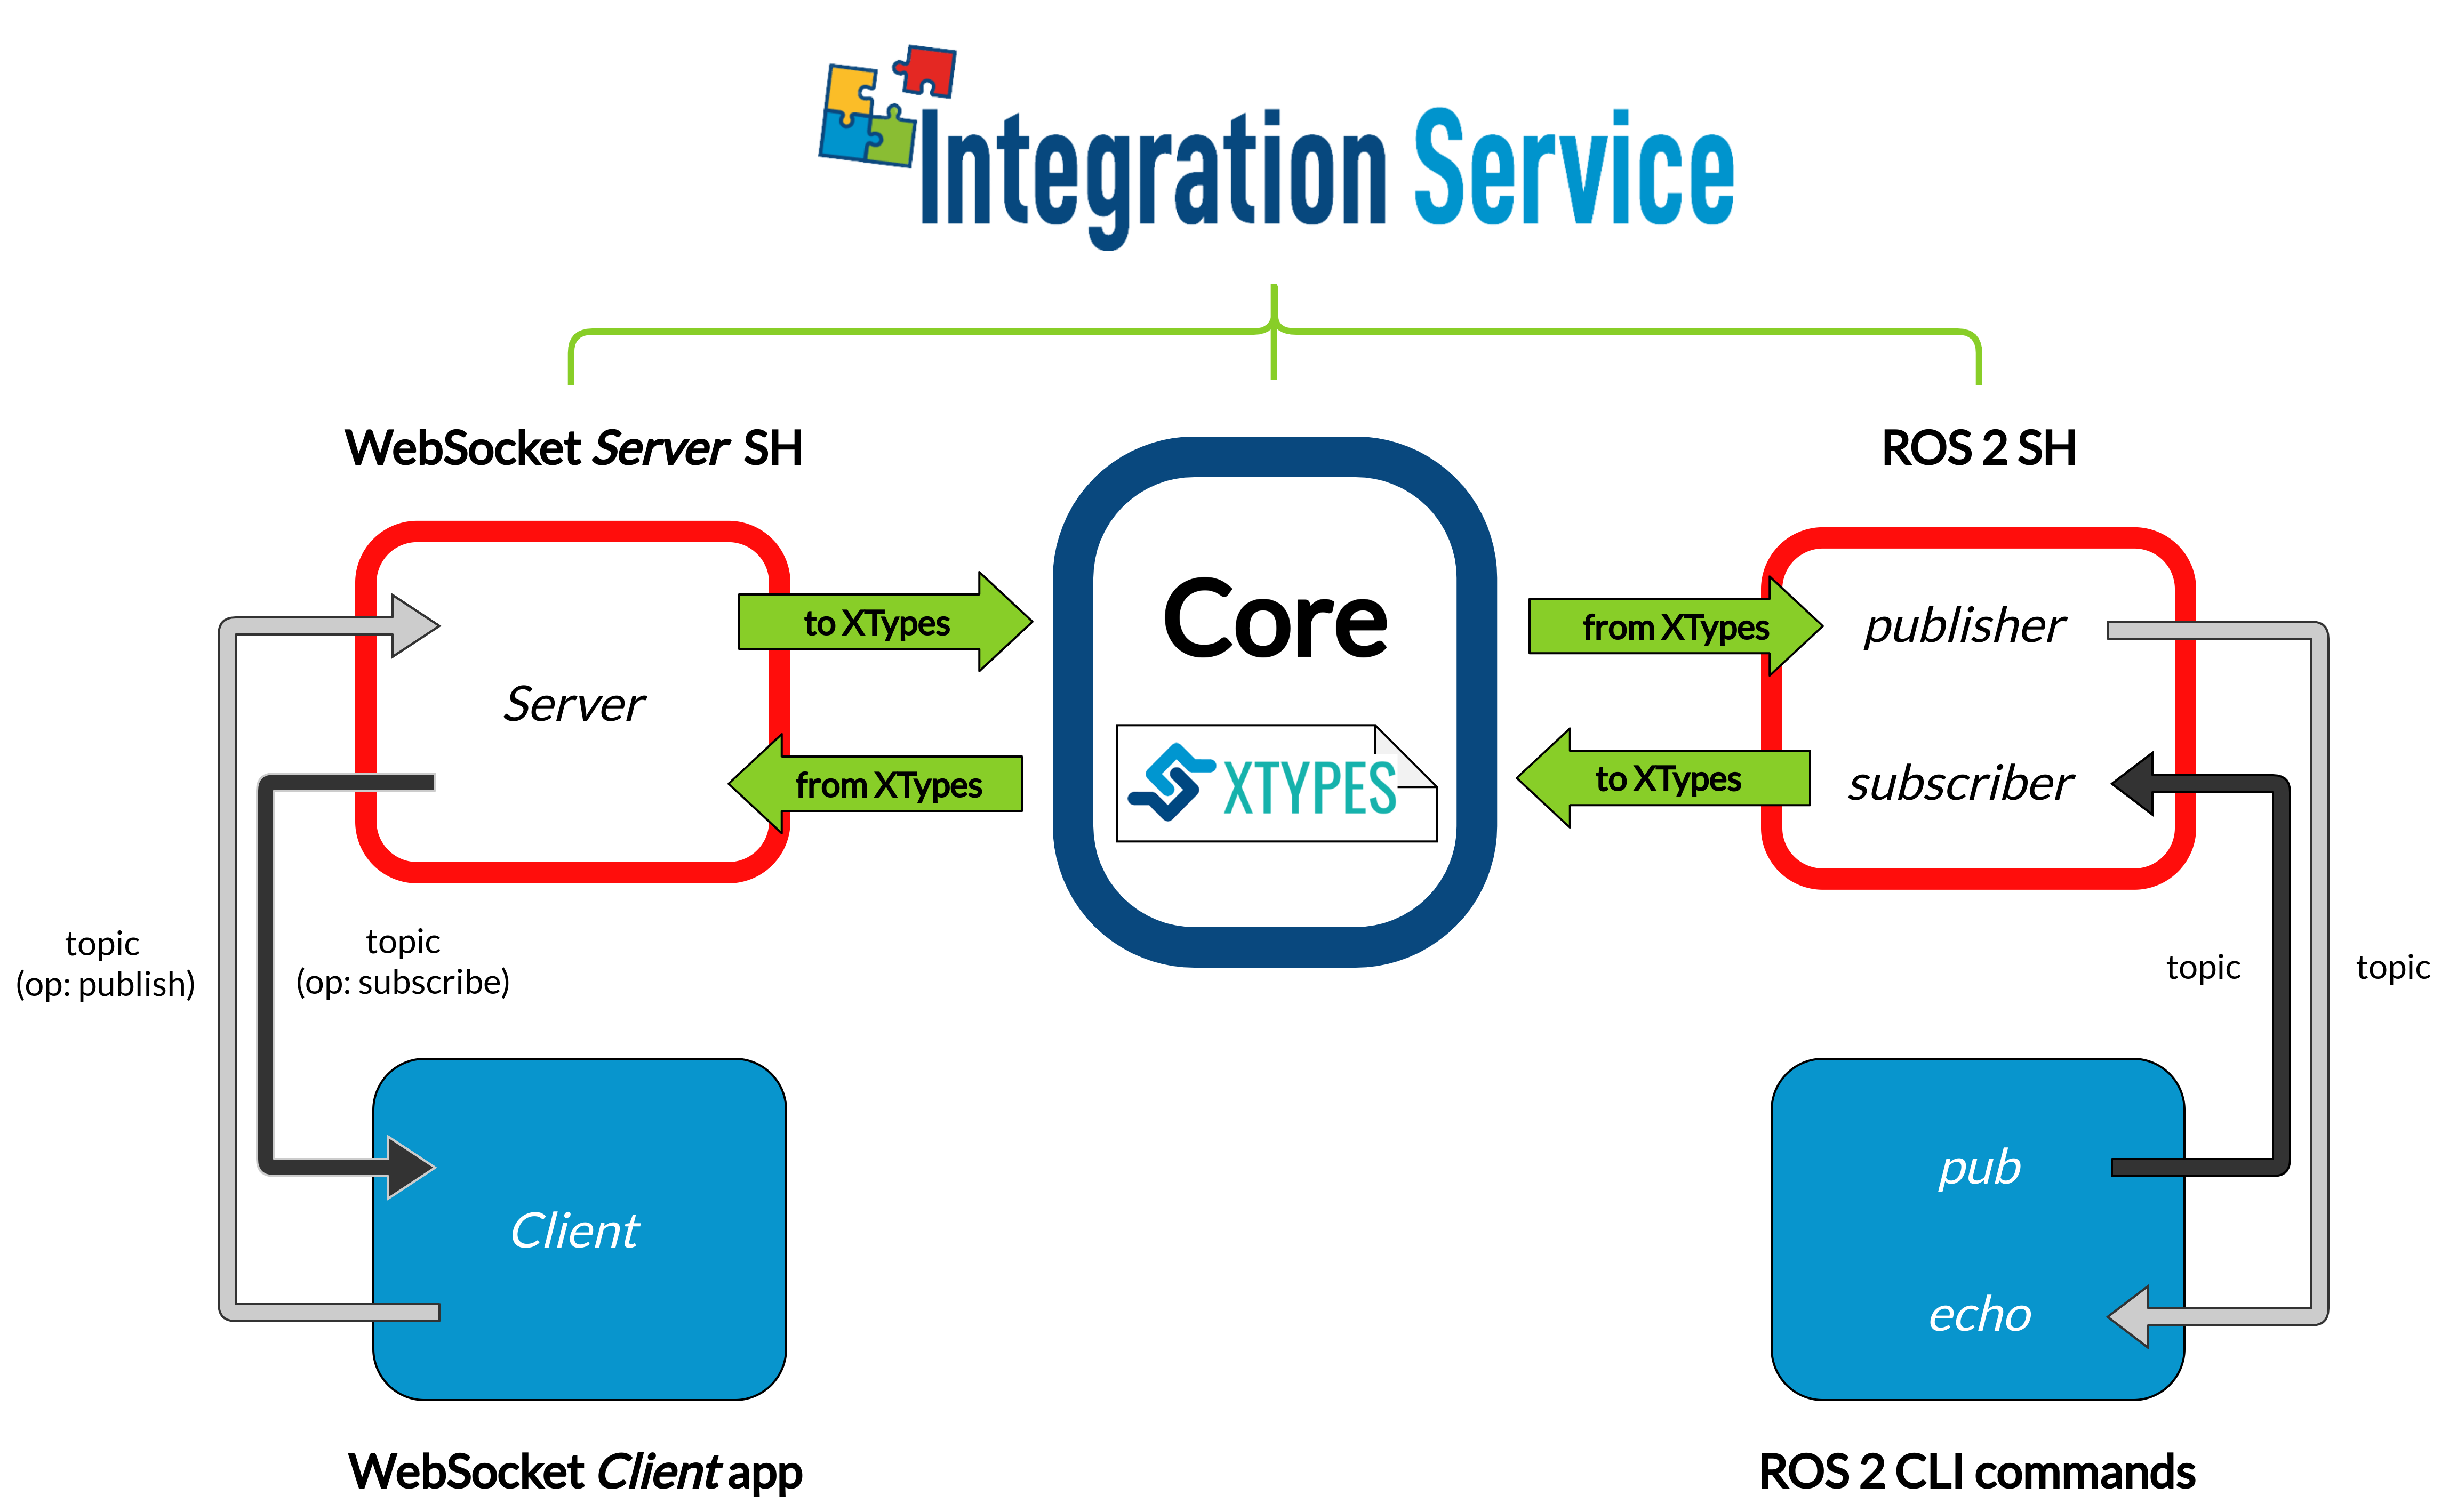 Integration Service
WebSocket Server SH
ROS 2 SH
to XTypes
Core
from XTypes
publisher
Server
from XTypes
XTYPES
to XTypes
subscriber
topic
(op: publish)
topic
(op: subscribe)
topic
topic
Client
pub
echo
WebSocket Client app
ROS 2 CLI commands